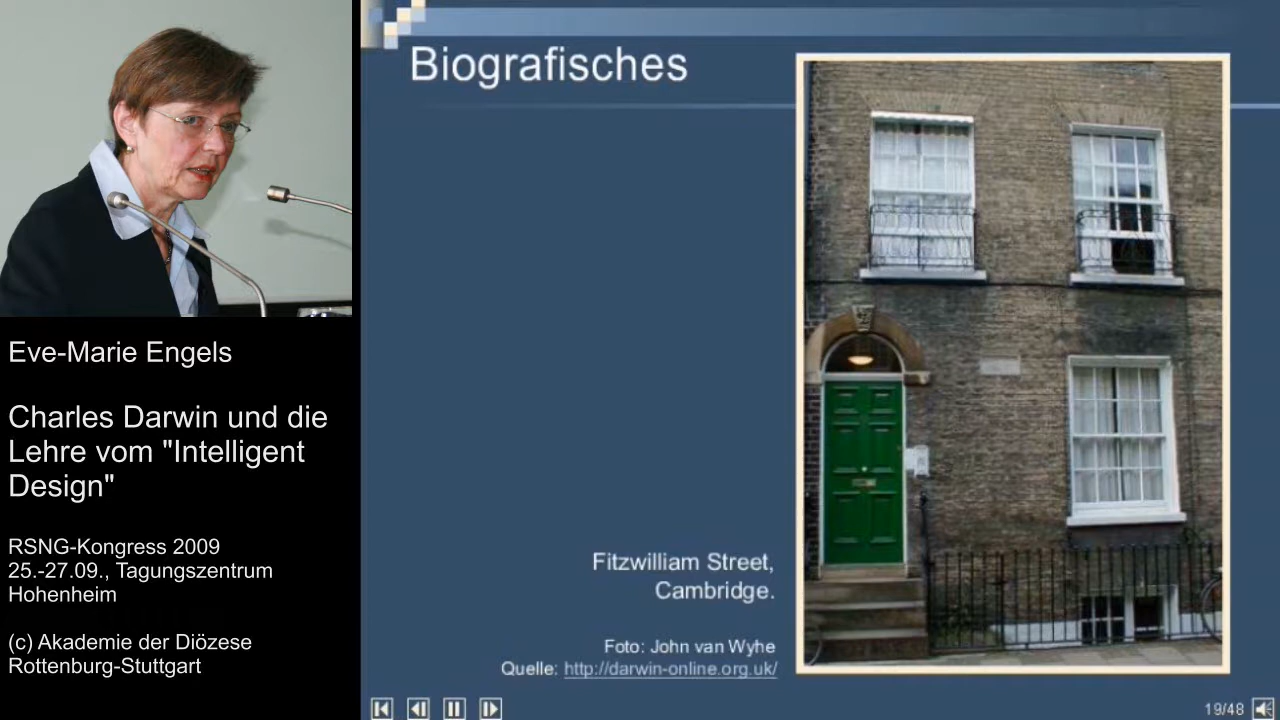 Biografisches
Eve-Marie Engels
Charles Darwin und die
Lehre vom "Intelligent
Design"
RSNG-Kongress 2009
25.-27.09., Tagungszentrum
Hohenheim
(c) Akademie der Diözese
Rottenburg-Stuttgart
Fitzwilliam Street,
Cambridge.
Foto: John van Wyhe
Quelle: http://darwin-online.org.uk/
19/48